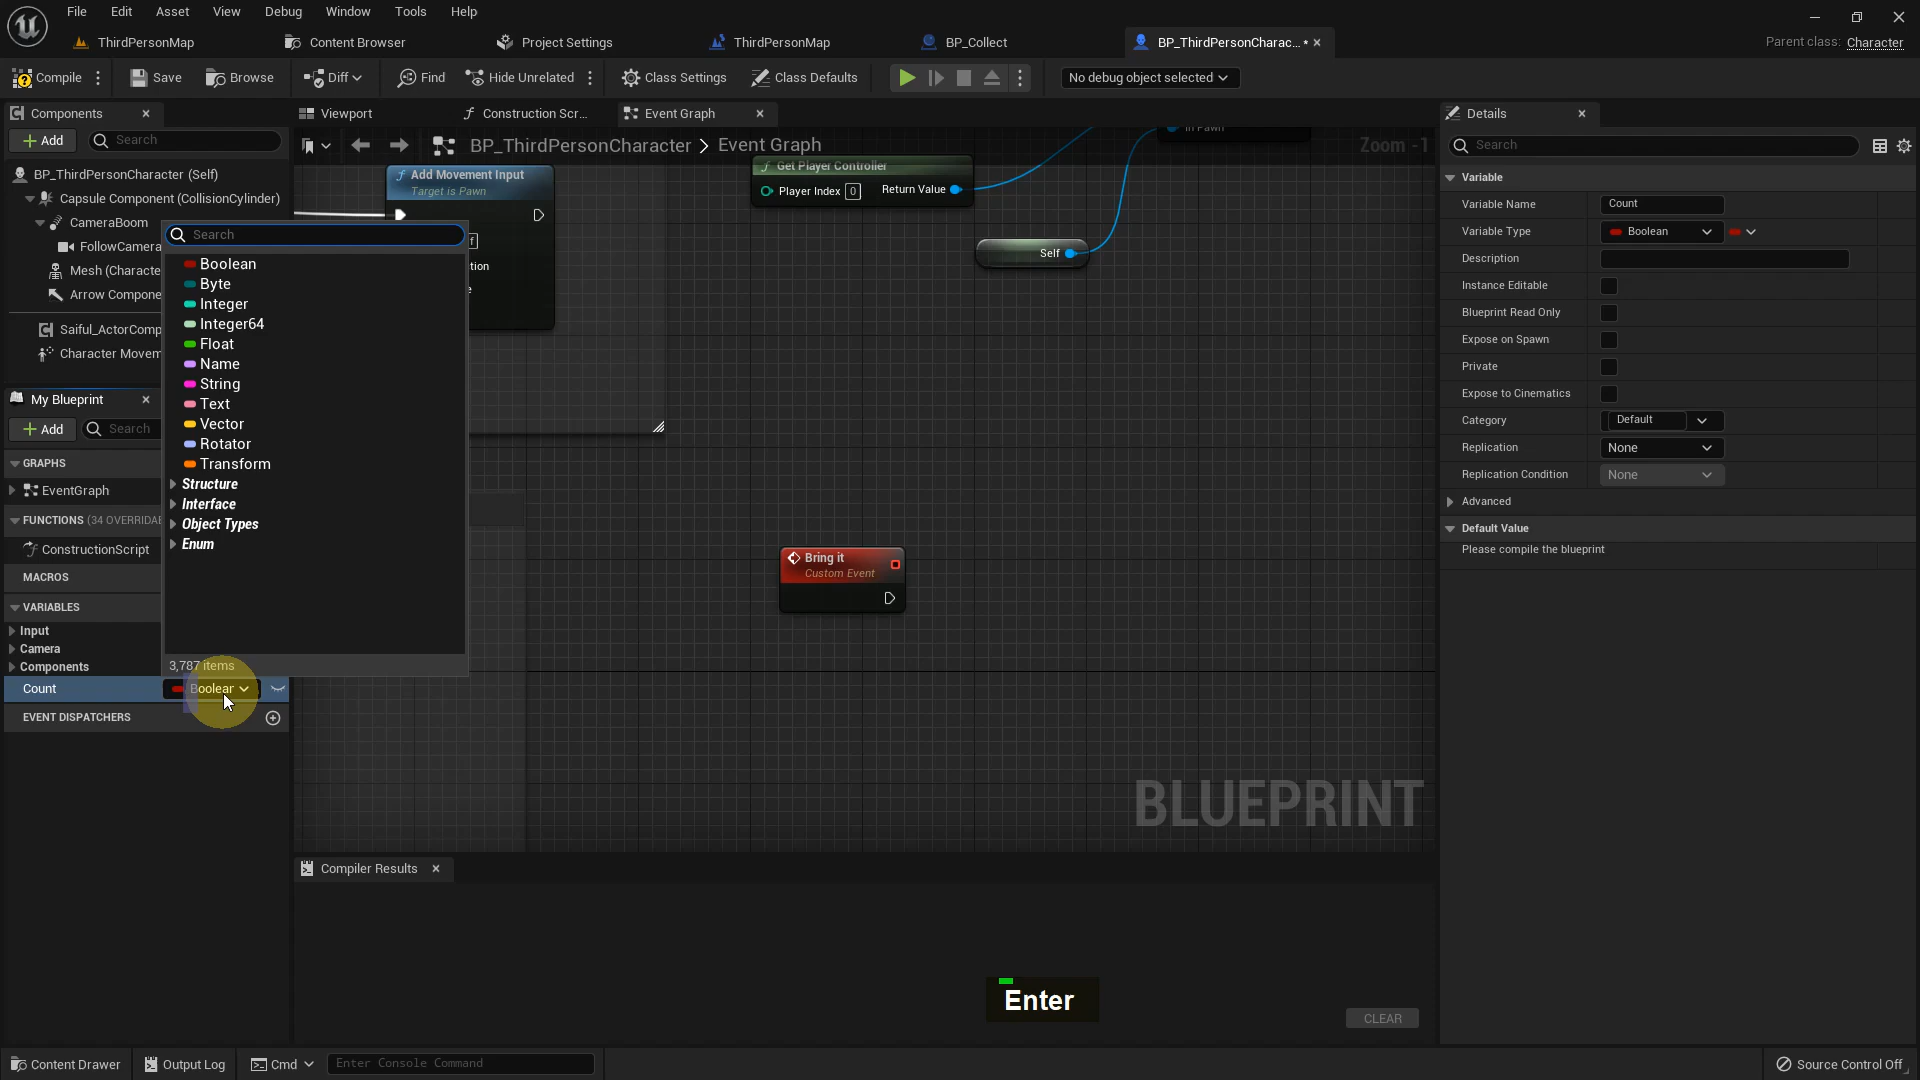 File Edit Asset View Debug Window Tools Help
ThirdPersonMap Content Browser Project Settings ThirdPersonMap BP_Collect BP_ThirdPersonCharac... • Parent class: Character
Compile Save Browse Diff Find Hide Unrelated Class Settings Class Defaults No debug object selected
Components Viewport Construction Scr... Event Graph Details
Add Search BP_ThirdPersonCharacter > Event Graph Zoom -1 Search
BP_ThirdPersonCharacter (Self)
Capsule Component (CollisionCylinder)
CameraBoom
FollowCamera
Mesh (Characte
Arrow Compone
Saiful_ActorComp
Character Movem
My Blueprint
Add Search
GRAPHS
EventGraph
FUNCTIONS (34 OVERRIDA
ConstructionScript
MACROS
VARIABLES
Input
Camera
Components
Count Boolear
EVENT DISPATCHERS
Search
Boolean
Byte
Integer
Integer64
Float
Name
String
Text
Vector
Rotator
Transform
Structure
Interface
Object Types
Enum
3,787 items
Add Movement Input
Target is Pawn
f
tion
e
Get Player Controller
Player Index 0 Return Value
In Pawn
Self
Bring it
Custom Event
BLUEPRINT
Compiler Results
Enter
CLEAR
Variable
Variable Name Count
Variable Type Boolean
Description
Instance Editable
Blueprint Read Only
Expose on Spawn
Private
Expose to Cinematics
Category Default
Replication None
Replication Condition None
Advanced
Default Value
Please compile the blueprint
Content Drawer Output Log Cmd Enter Console Command Source Control Off